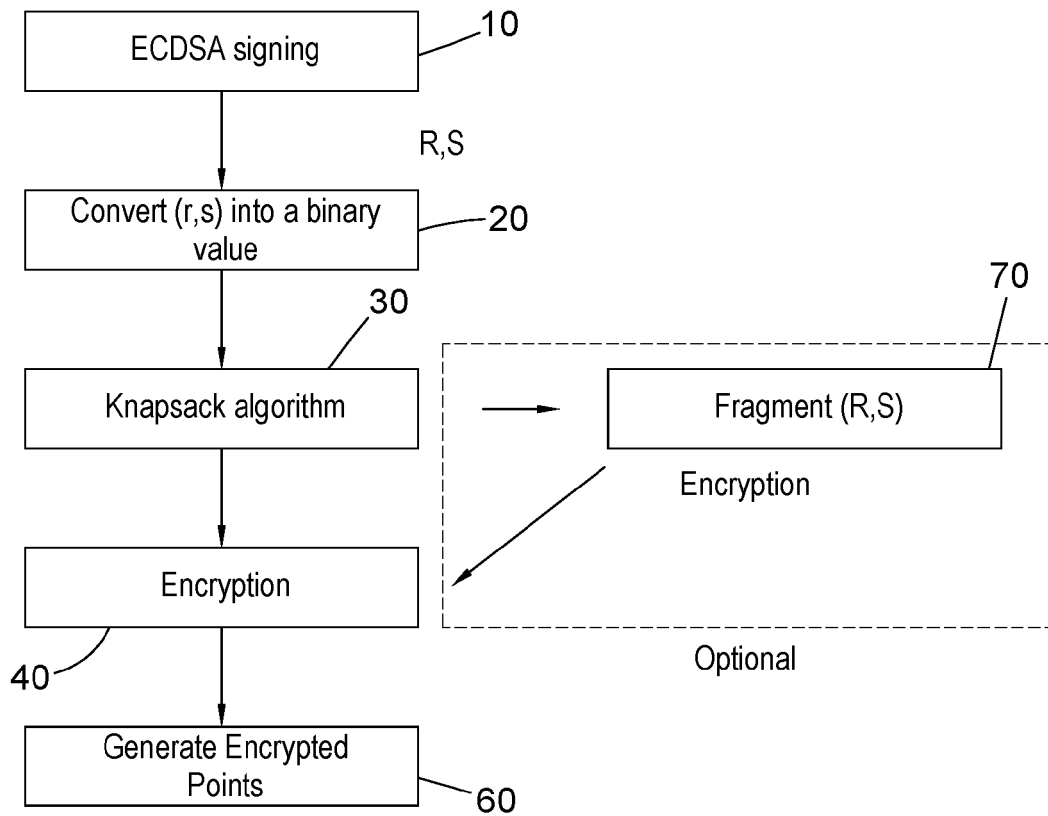 ECDSA signing
10
R,S
Convert (r,s) into a binary
value
20
30
Knapsack algorithm
70
Fragment (R,S)
Encryption
Encryption
40
Optional
Generate Encrypted
Points
60